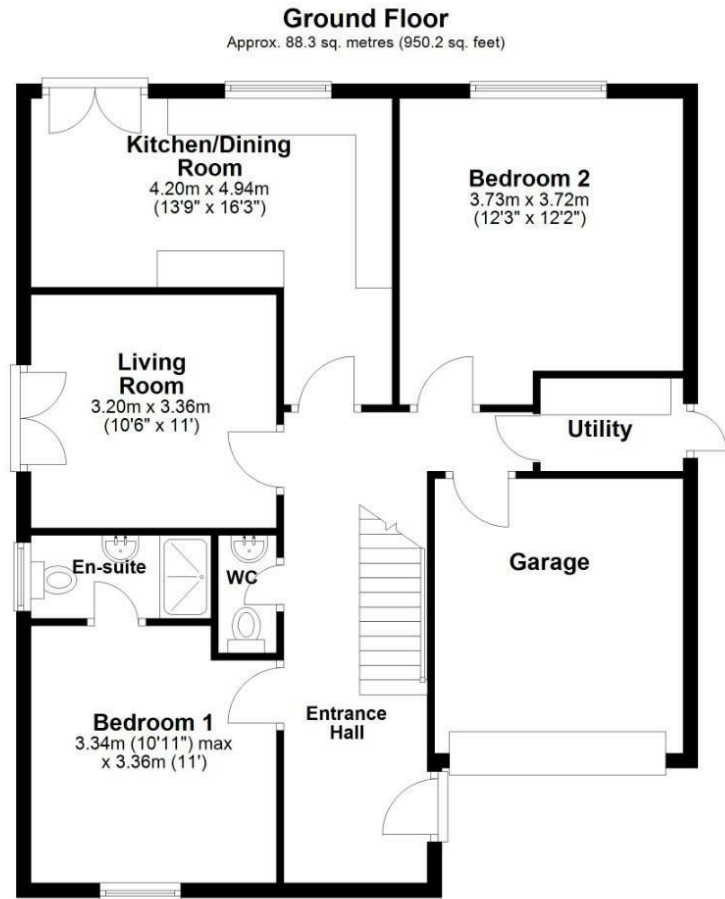 Ground Floor
Approx. 88.3 sq. metres (950.2 sq. feet)
Kitchen/Dining
Room
4.20m x 4.94m
(13'9" x 16'3")
Bedroom 2
3.73m x 3.72m
(12'3" x 12'2")
Living
Room
3.20m x 3.36m
(10'6" x 11')
Utility
En-suite
WC
Garage
Bedroom 1
3.34m (10'11") max
x 3.36m (11')
Entrance
Hall